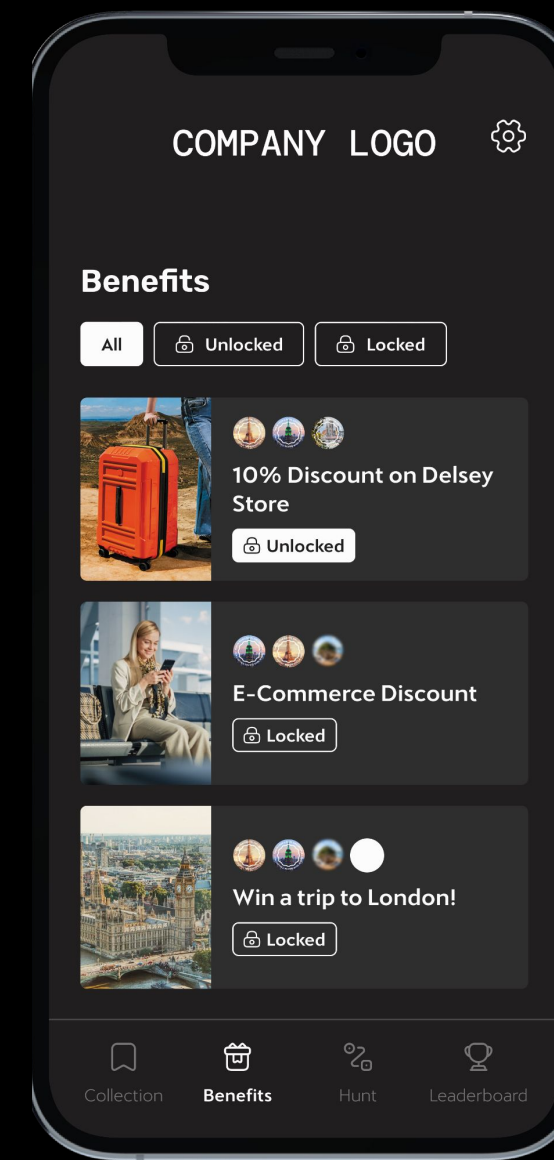 COMPANY LOGO
Benefits
All
Unlocked
Locked
10% Discount on Delsey
Store
Unlocked
E-Commerce Discount
Locked
Win a trip to London!
Locked
Collection
Benefits
Hunt
Leaderboard